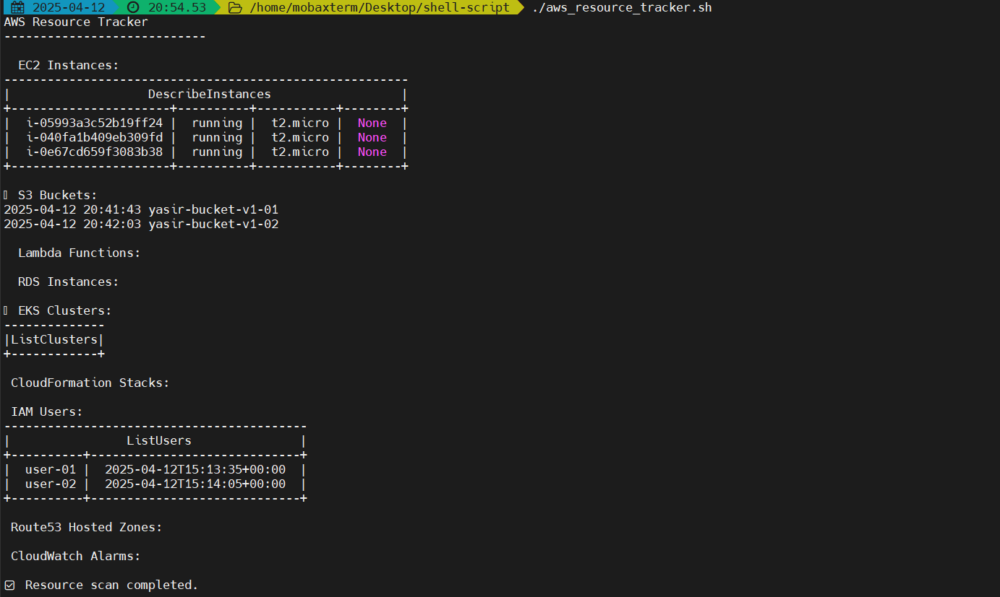 2025-04-12 20:54.53 /home/mobaxterm/Desktop/shell-script ./aws_resource_tracker.sh
AWS Resource Tracker
----------------------------
EC2 Instances:
--------------------------------------------------------
|                   DescribeInstances                  |
+----------------------+----------+-----------+--------+
|  i-05993a3c52b19ff24 |  running |  t2.micro |  None  |
|  i-040fa1b409eb309fd |  running |  t2.micro |  None  |
|  i-0e67cd659f3083b38 |  running |  t2.micro |  None  |
+----------------------+----------+-----------+--------+
S3 Buckets:
2025-04-12 20:41:43 yasir-bucket-v1-01
2025-04-12 20:42:03 yasir-bucket-v1-02
Lambda Functions:
RDS Instances:
EKS Clusters:
--------------
|ListClusters|
+------------+
CloudFormation Stacks:
IAM Users:
------------------------------------------
|                ListUsers               |
+----------+-----------------------------+
|  user-01 |  2025-04-12T15:13:35+00:00  |
|  user-02 |  2025-04-12T15:14:05+00:00  |
+----------+-----------------------------+
Route53 Hosted Zones:
CloudWatch Alarms:
☑ Resource scan completed.